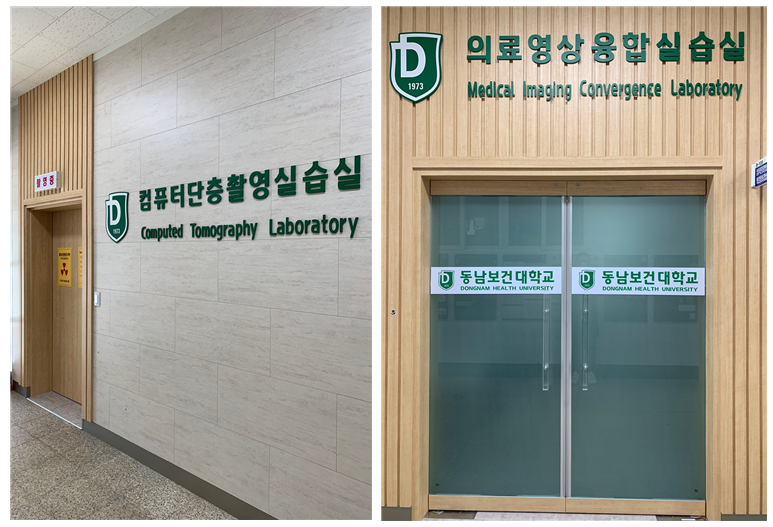 촬영중
D
1973
컴퓨터단층촬영실습실
Computed Tomography Laboratory
D
1973
의료영상융합실습실
Medical Imaging Convergence Laboratory
D 동남보건대학교
DONGNAM HEALTH UNIVERSITY
D 동남보건대학교
DONGNAM HEALTH UNIVERSITY